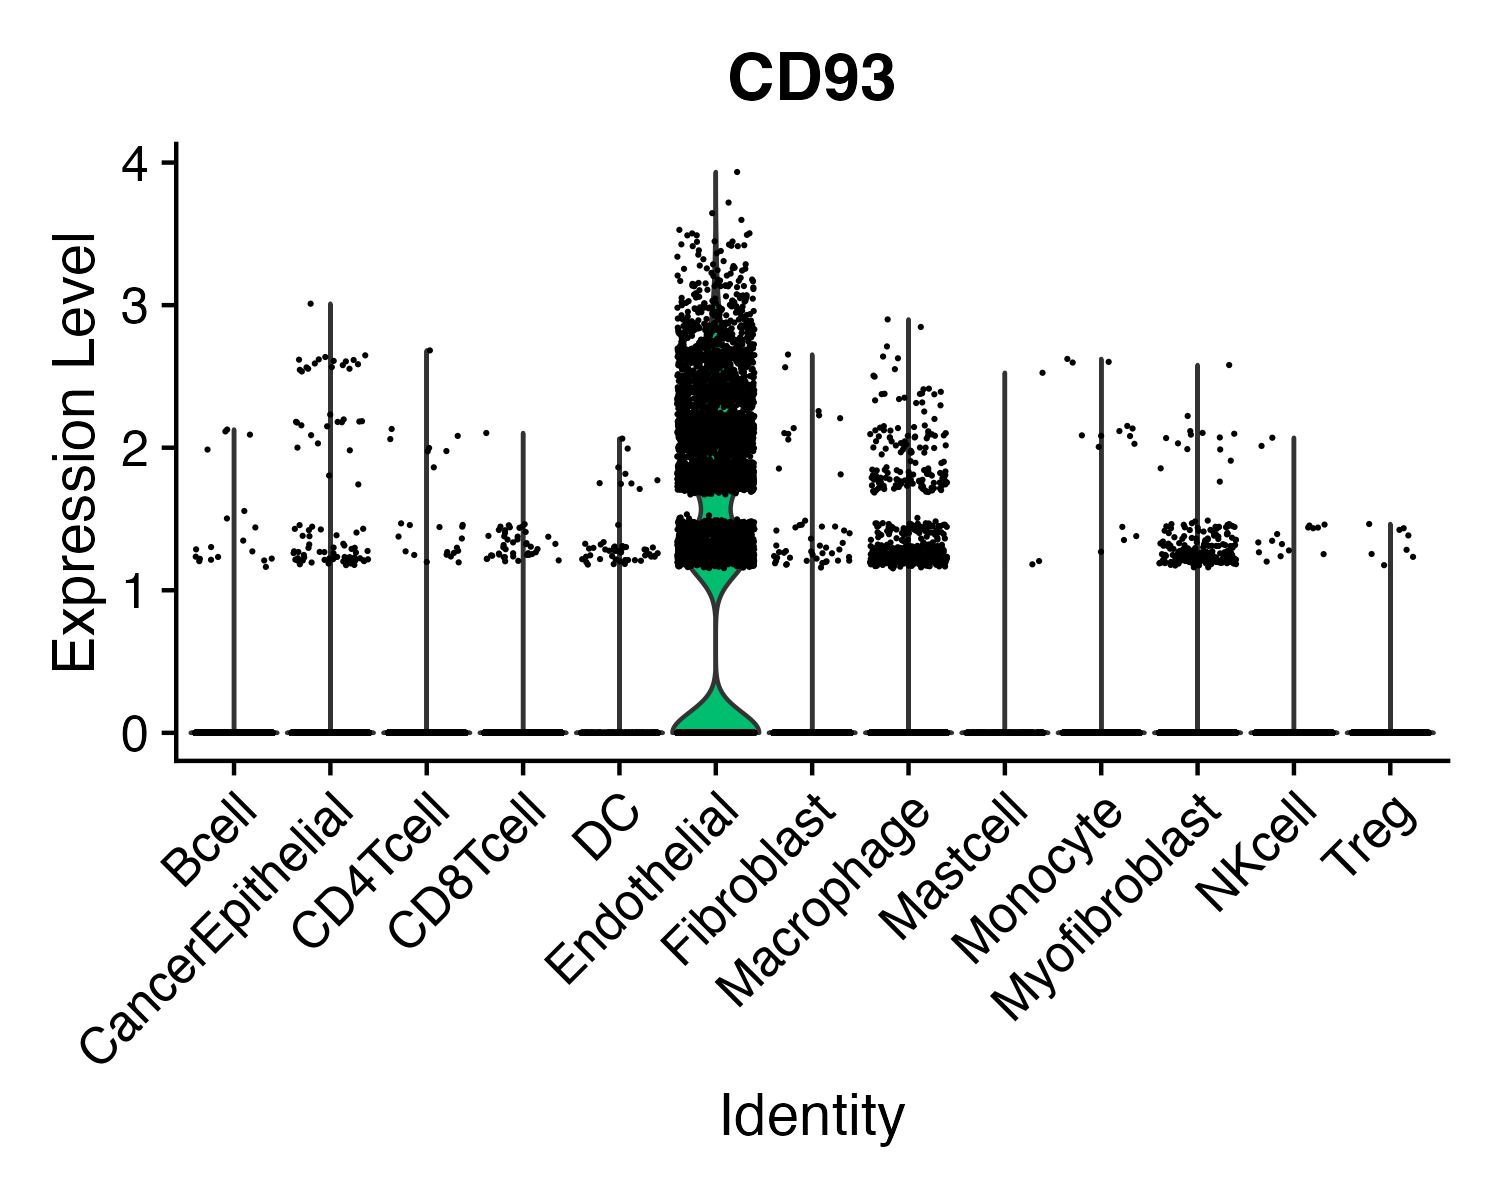 CD93
Expression Level
4
3
2
1
0
Bcell
CancerEpithelial
CD4Tcell
CD8Tcell
DC
Endothelial
Fibroblast
Macrophage
Mastcell
Monocyte
Myofibroblast
NKcell
Treg
Identity